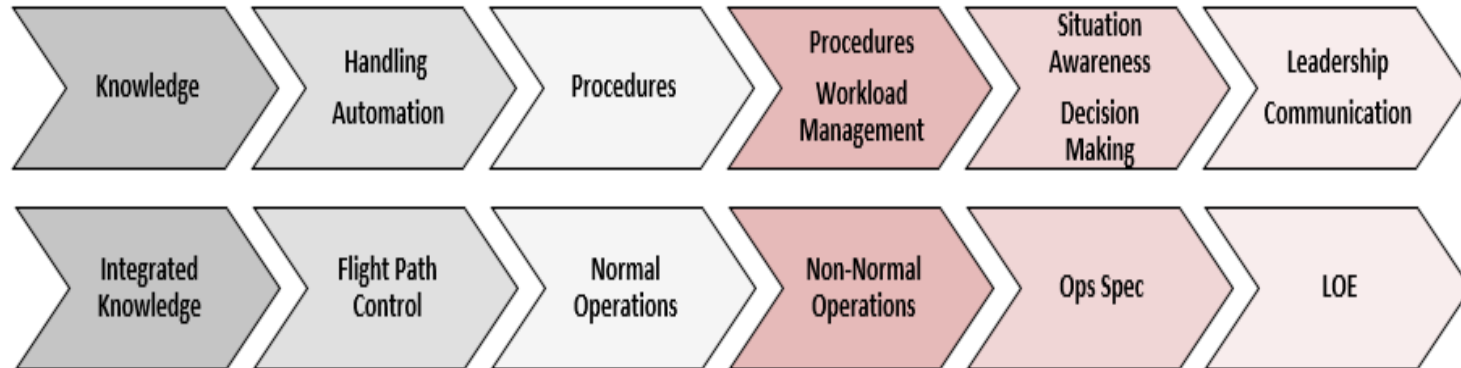 Knowledge
Handling
Automation
Procedures
Procedures
Workload
Management
Situation
Awareness
Decision
Making
Leadership
Communication
Integrated
Knowledge
Flight Path
Control
Normal
Operations
Non-Normal
Operations
Ops Spec
LOE